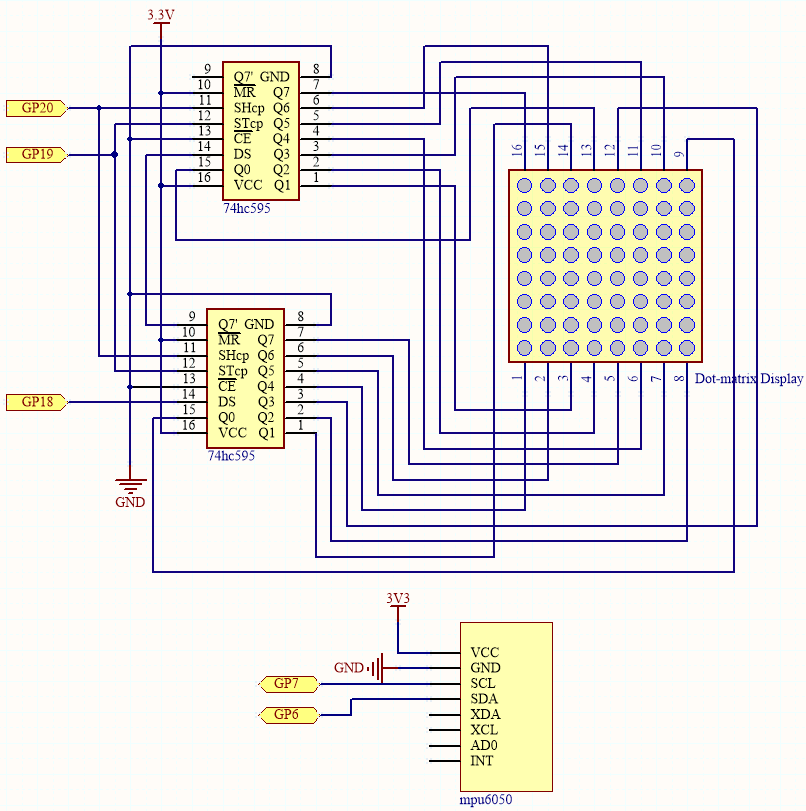 3.3V
9 Q7' GND 8
10 MR Q7 7
GP20 11 SHcp Q6 6
12 STcp Q5 5
13 CE Q4 4
GP19 14 DS Q3 3
15 Q0 Q2 2
16 VCC Q1 1
74hc595
16 15 14 13 12 11 10 9
9 Q7' GND 8
10 MR Q7 7
11 SHcp Q6 6
12 STcp Q5 5
13 CE Q4 4
GP18 14 DS Q3 3
15 Q0 Q2 2
16 VCC Q1 1
74hc595
1 2 3 4 5 6 7 8 Dot-matrix Display
GND
3V3
VCC
GND GND
GP7 SCL
SDA
GP6 XDA
XCL
AD0
INT
mpu6050